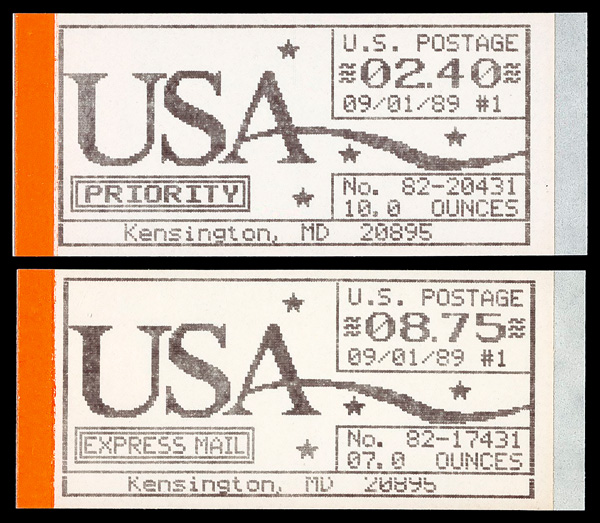 U.S. POSTAGE
USA
02.40
09/01/89 #1
PRIORITY
No. 82-20431
10.0 OUNCES
Kensington, MD 20895
U.S. POSTAGE
USA
08.75
09/01/89 #1
EXPRESS MAIL
No. 82-17431
07.0 OUNCES
Kensington, MD 20895